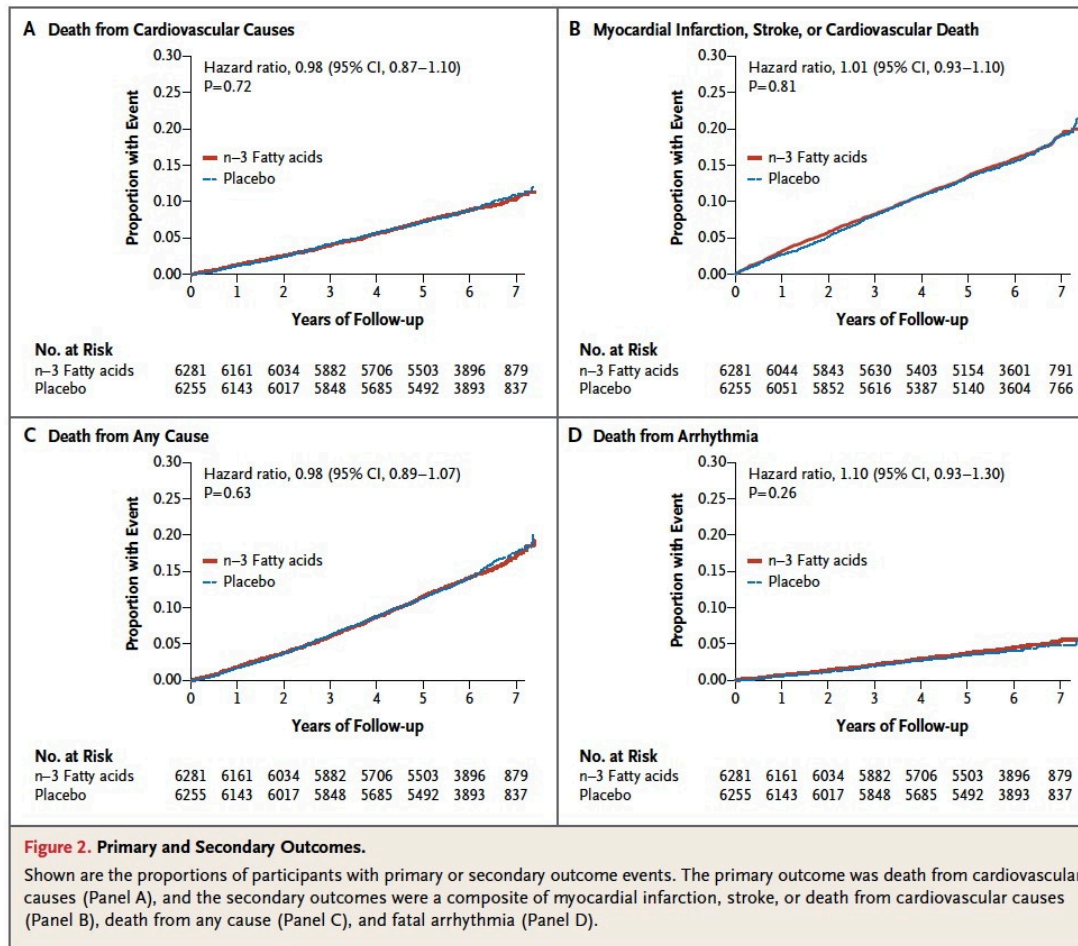 A Death from Cardiovascular Causes
0.30
0.25
0.20
0.15
0.10
0.05
0.00
Proportion with Event
Hazard ratio, 0.98 (95% CI, 0.87–1.10)
P=0.72
n–3 Fatty acids
Placebo
0 1 2 3 4 5 6 7
Years of Follow-up
No. at Risk
n–3 Fatty acids 6281 6161 6034 5882 5706 5503 3896 879
Placebo 6255 6143 6017 5848 5685 5492 3893 837
B Myocardial Infarction, Stroke, or Cardiovascular Death
0.30
0.25
0.20
0.15
0.10
0.05
0.00
Proportion with Event
Hazard ratio, 1.01 (95% CI, 0.93–1.10)
P=0.81
n–3 Fatty acids
Placebo
0 1 2 3 4 5 6 7
Years of Follow-up
No. at Risk
n–3 Fatty acids 6281 6044 5843 5630 5403 5154 3601 791
Placebo 6255 6051 5852 5616 5387 5140 3604 766
C Death from Any Cause
0.30
0.25
0.20
0.15
0.10
0.05
0.00
Proportion with Event
Hazard ratio, 0.98 (95% CI, 0.89–1.07)
P=0.63
n–3 Fatty acids
Placebo
0 1 2 3 4 5 6 7
Years of Follow-up
No. at Risk
n–3 Fatty acids 6281 6161 6034 5882 5706 5503 3896 879
Placebo 6255 6143 6017 5848 5685 5492 3893 837
D Death from Arrhythmia
0.30
0.25
0.20
0.15
0.10
0.05
0.00
Proportion with Event
Hazard ratio, 1.10 (95% CI, 0.93–1.30)
P=0.26
n–3 Fatty acids
Placebo
0 1 2 3 4 5 6 7
Years of Follow-up
No. at Risk
n–3 Fatty acids 6281 6161 6034 5882 5706 5503 3896 879
Placebo 6255 6143 6017 5848 5685 5492 3893 837
Figure 2. Primary and Secondary Outcomes.
Shown are the proportions of participants with primary or secondary outcome events. The primary outcome was death from cardiovascular
causes (Panel A), and the secondary outcomes were a composite of myocardial infarction, stroke, or death from cardiovascular causes
(Panel B), death from any cause (Panel C), and fatal arrhythmia (Panel D).